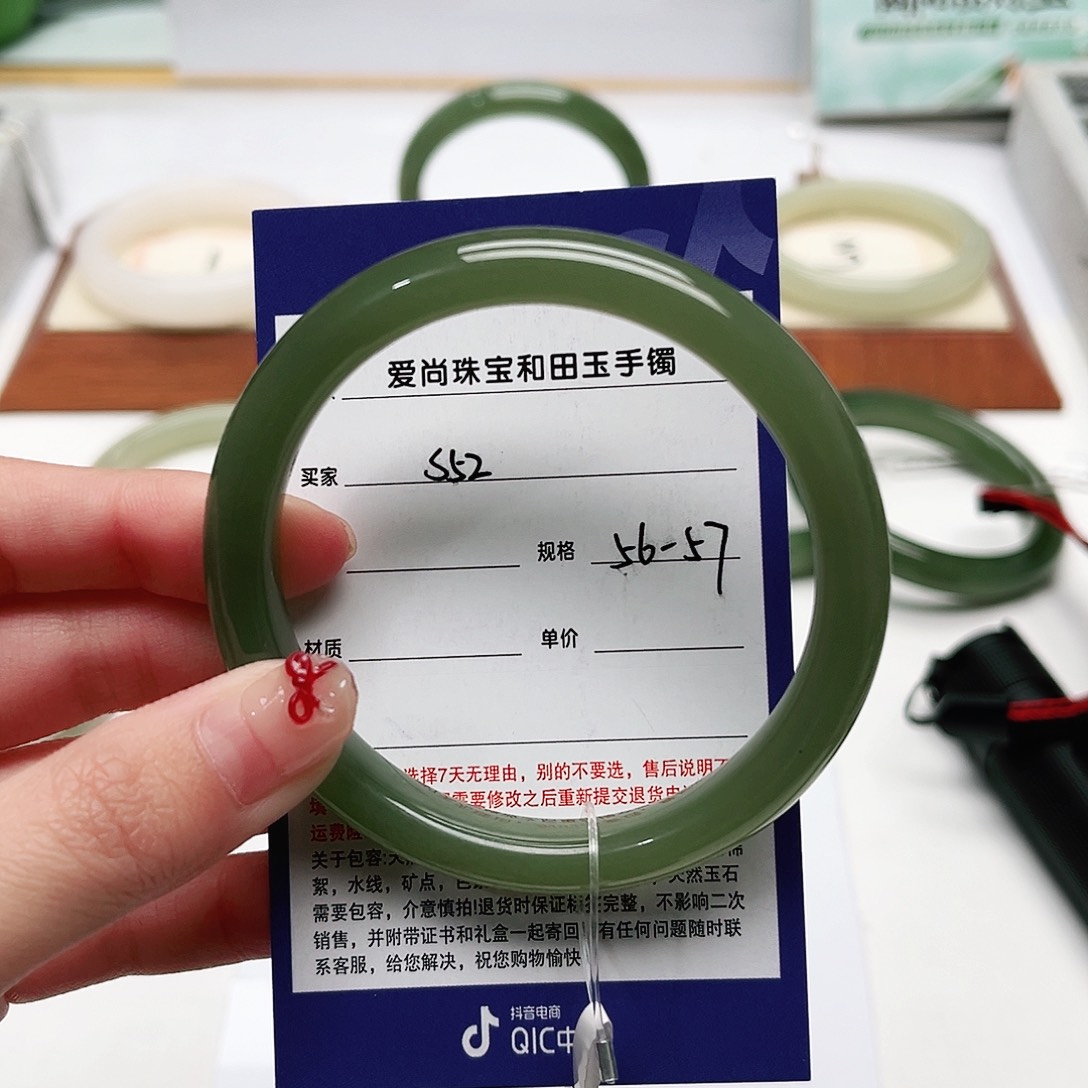 爱尚珠宝和田玉手镯
买家 S52
规格 56-57
材质 单价
选择7天无理由，别的不要选，售后说明
需要修改之后重新提交退货
运费险
关于包容:天
絮，水线，矿点， 天然玉石
需要包容，介意慎拍!退货时保证标签完整，不影响二次
销售，并附带证书和礼盒一起寄回 有任何问题随时联
系客服，给您解决，祝您购物愉快
抖音电商
QIC中